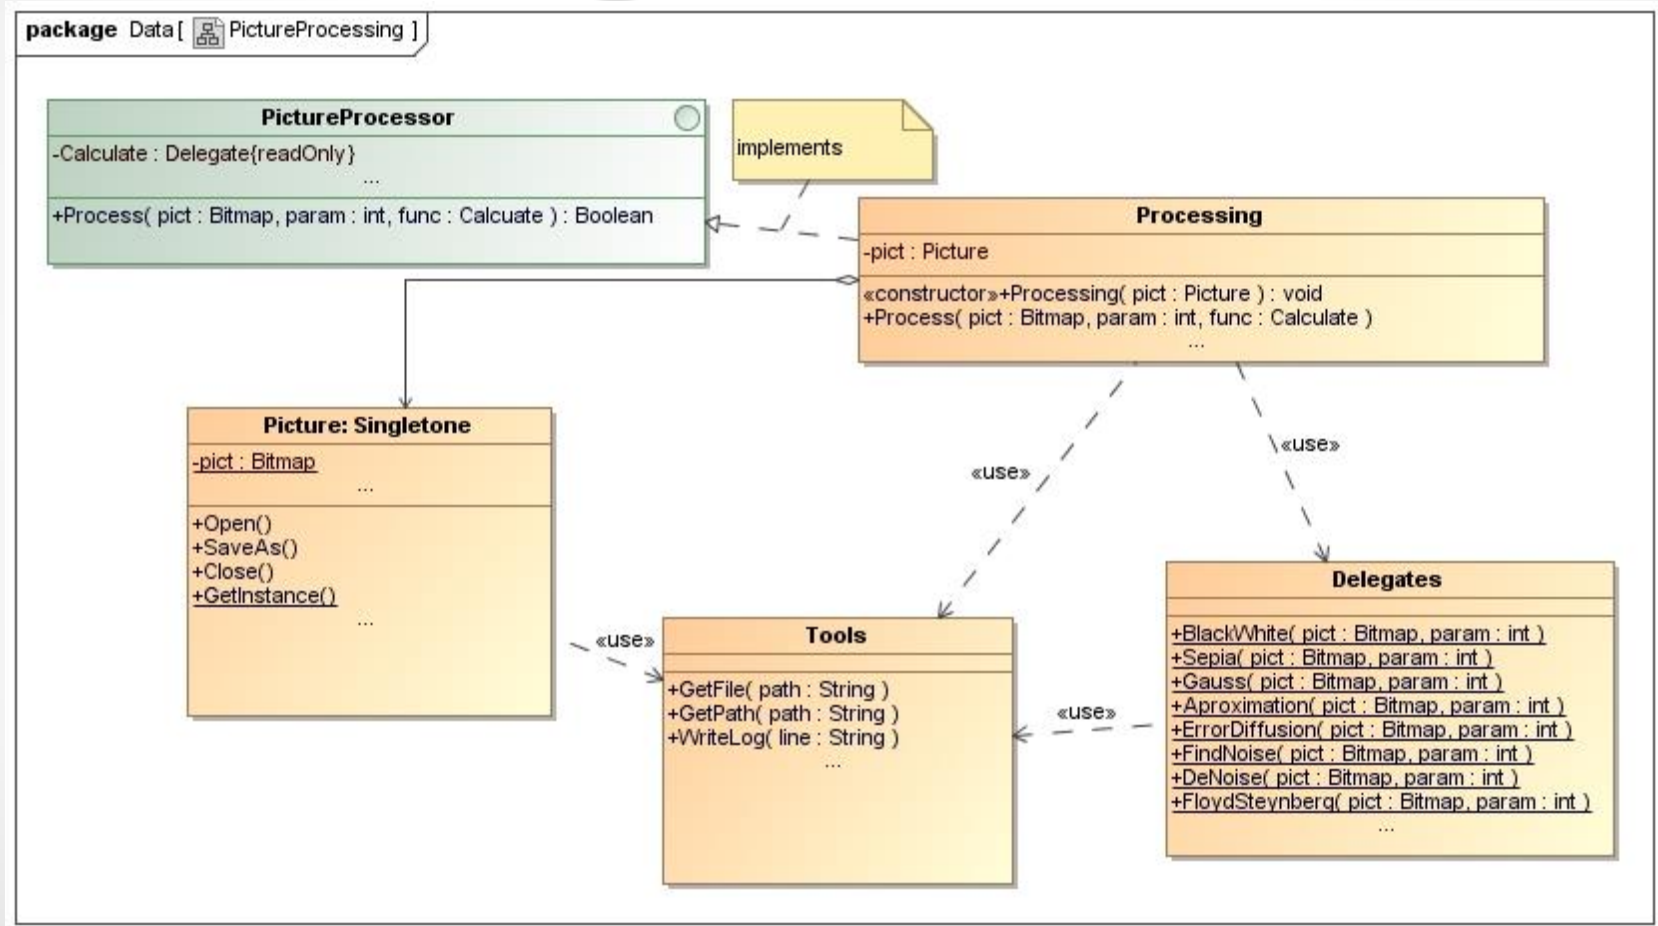 package Data [ PictureProcessing ]
PictureProcessor
-Calculate : Delegate{readOnly}
...
+Process( pict : Bitmap, param : int, func : Calcuate ) : Boolean
implements
Processing
-pict : Picture
«constructor»+Processing( pict : Picture ) : void
+Process( pict : Bitmap, param : int, func : Calculate )
...
Picture: Singletone
-pict : Bitmap
...
+Open()
+SaveAs()
+Close()
+GetInstance()
...
«use»
«use»
«use»
Tools
+GetFile( path : String )
+GetPath( path : String )
+WriteLog( line : String )
...
«use»
Delegates
+BlackWhite( pict : Bitmap, param : int )
+Sepia( pict : Bitmap, param : int )
+Gauss( pict : Bitmap, param : int )
+Aproximation( pict : Bitmap, param : int )
+ErrorDiffusion( pict : Bitmap, param : int )
+FindNoise( pict : Bitmap, param : int )
+DeNoise( pict : Bitmap, param : int )
+FloydSteynberg( pict : Bitmap, param : int )
...